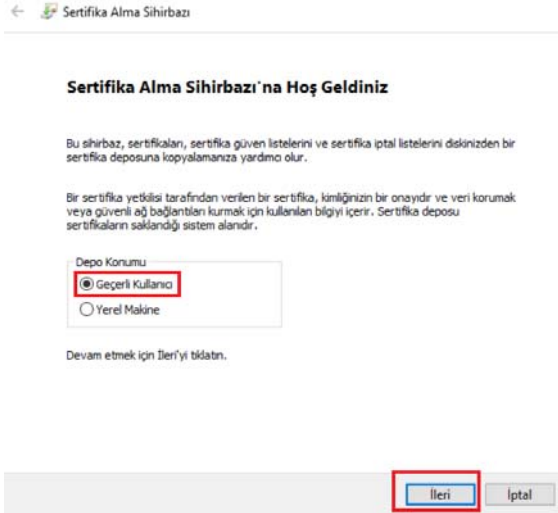 Sertifika Alma Sihirbazı
Sertifika Alma Sihirbazı'na Hoş Geldiniz
Bu sihirbaz, sertifikaları, sertifika güven listelerini ve sertifika iptal listelerini diskinizden bir
sertifika deposuna kopyalamanıza yardımcı olur.
Bir sertifika yetkilisi tarafından verilen bir sertifika, kimliğinizin bir onayıdır ve veri korumak
veya güvenli ağ bağlantıları kurmak için kullanılan bilgiyi içerir. Sertifika deposu
sertifikaların saklandığı sistem alanıdır.
Depo Konumu
Geçerli Kullanıcı
Yerel Makine
Devam etmek için İleri'yi tıklatın.
İleri
İptal